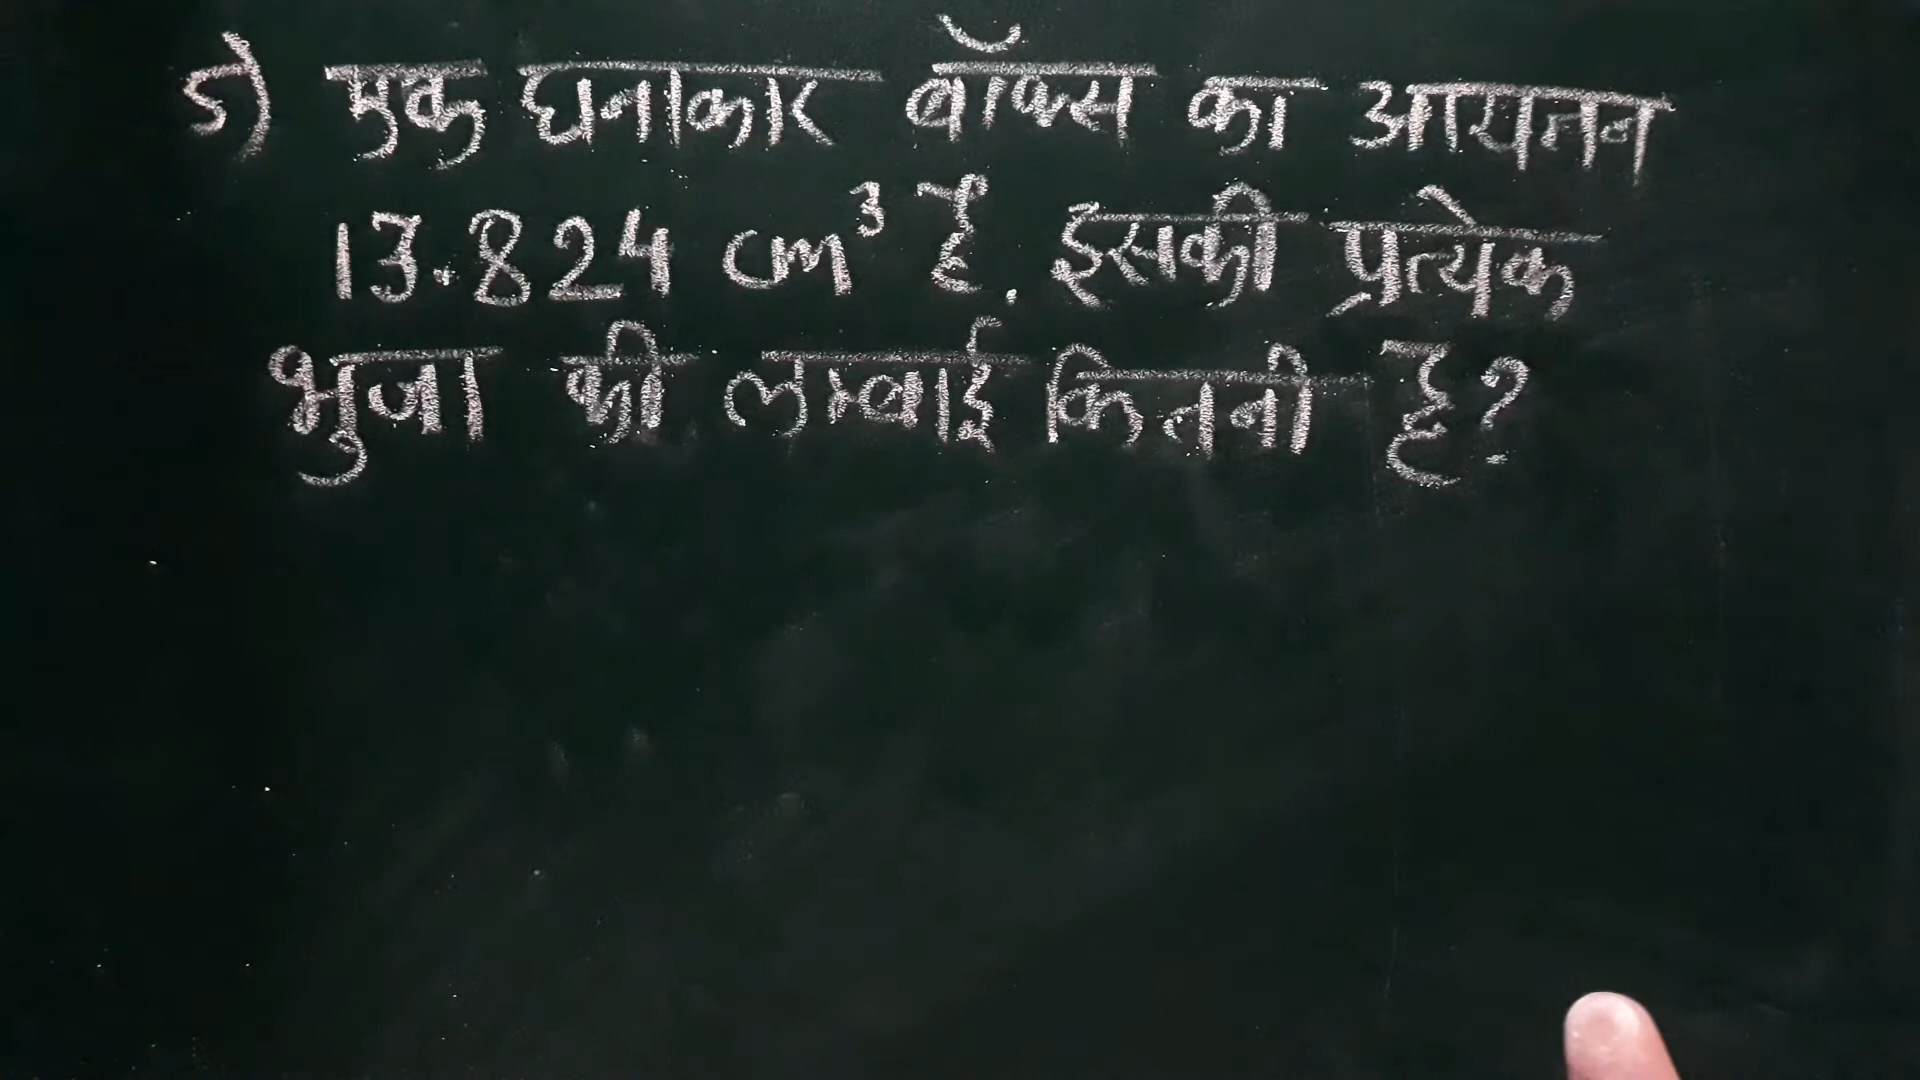 5) एक घनाकार बॉक्स का आयतन
13.824 cm³ है. इसकी प्रत्येक
भुजा की लम्बाई कितनी है?